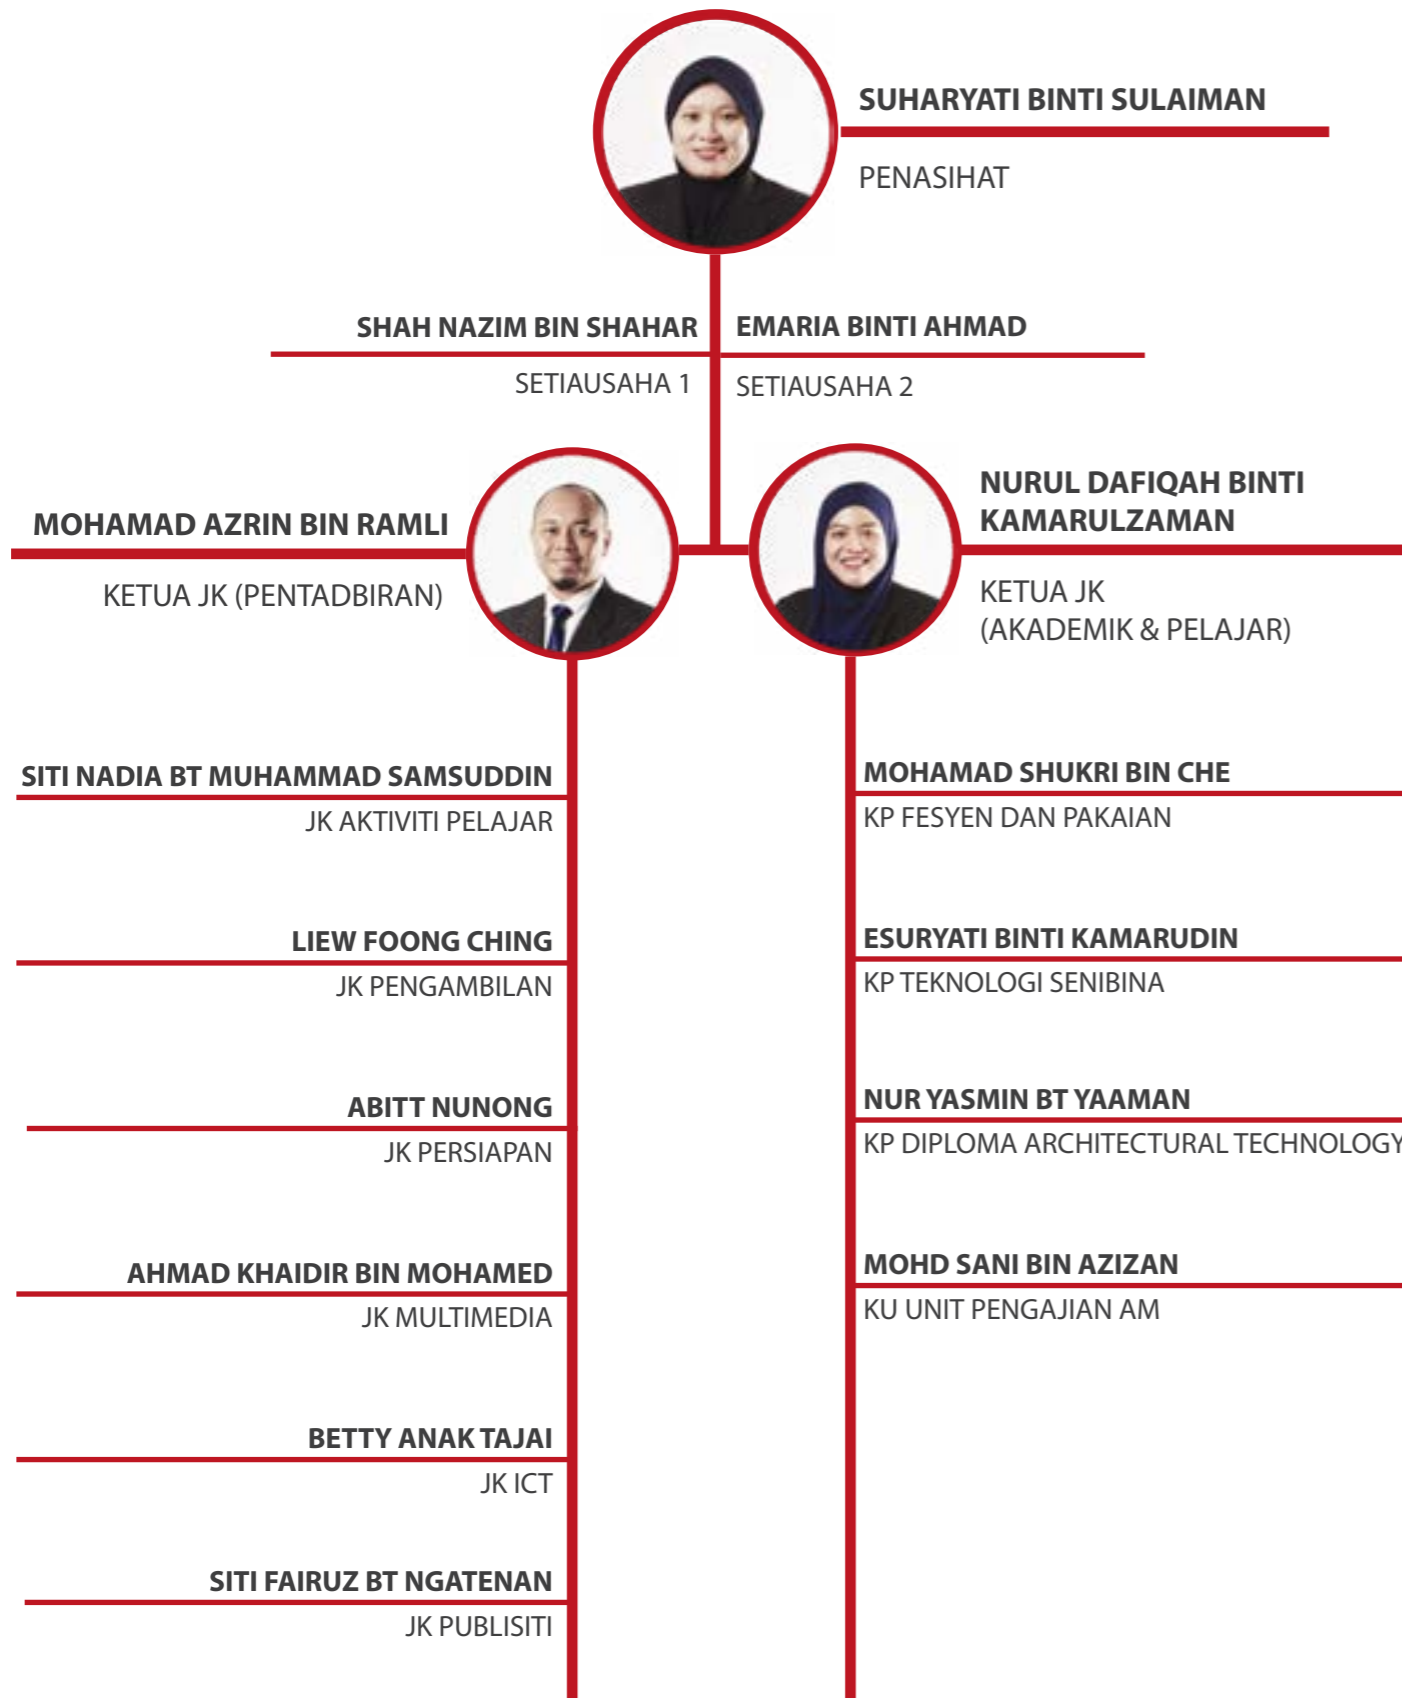 SUHARYATI BINTI SULAIMAN
PENASIHAT
SHAH NAZIM BIN SHAHAR
SETIAUSAHA 1
EMARIA BINTI AHMAD
SETIAUSAHA 2
MOHAMAD AZRIN BIN RAMLI
KETUA JK (PENTADBIRAN)
NURUL DAFIQAH BINTI
KAMARULZAMAN
KETUA JK
(AKADEMIK & PELAJAR)
SITI NADIA BT MUHAMMAD SAMSUDDIN
JK AKTIVITI PELAJAR
LIEW FOONG CHING
JK PENGAMBILAN
ABITT NUNONG
JK PERSIAPAN
AHMAD KHAIDIR BIN MOHAMED
JK MULTIMEDIA
BETTY ANAK TAJAI
JK ICT
SITI FAIRUZ BT NGATENAN
JK PUBLISITI
MOHAMAD SHUKRI BIN CHE
KP FESYEN DAN PAKAIAN
ESURYATI BINTI KAMARUDIN
KP TEKNOLOGI SENIBINA
NUR YASMIN BT YAAMAN
KP DIPLOMA ARCHITECTURAL TECHNOLOGY
MOHD SANI BIN AZIZAN
KU UNIT PENGAJIAN AM